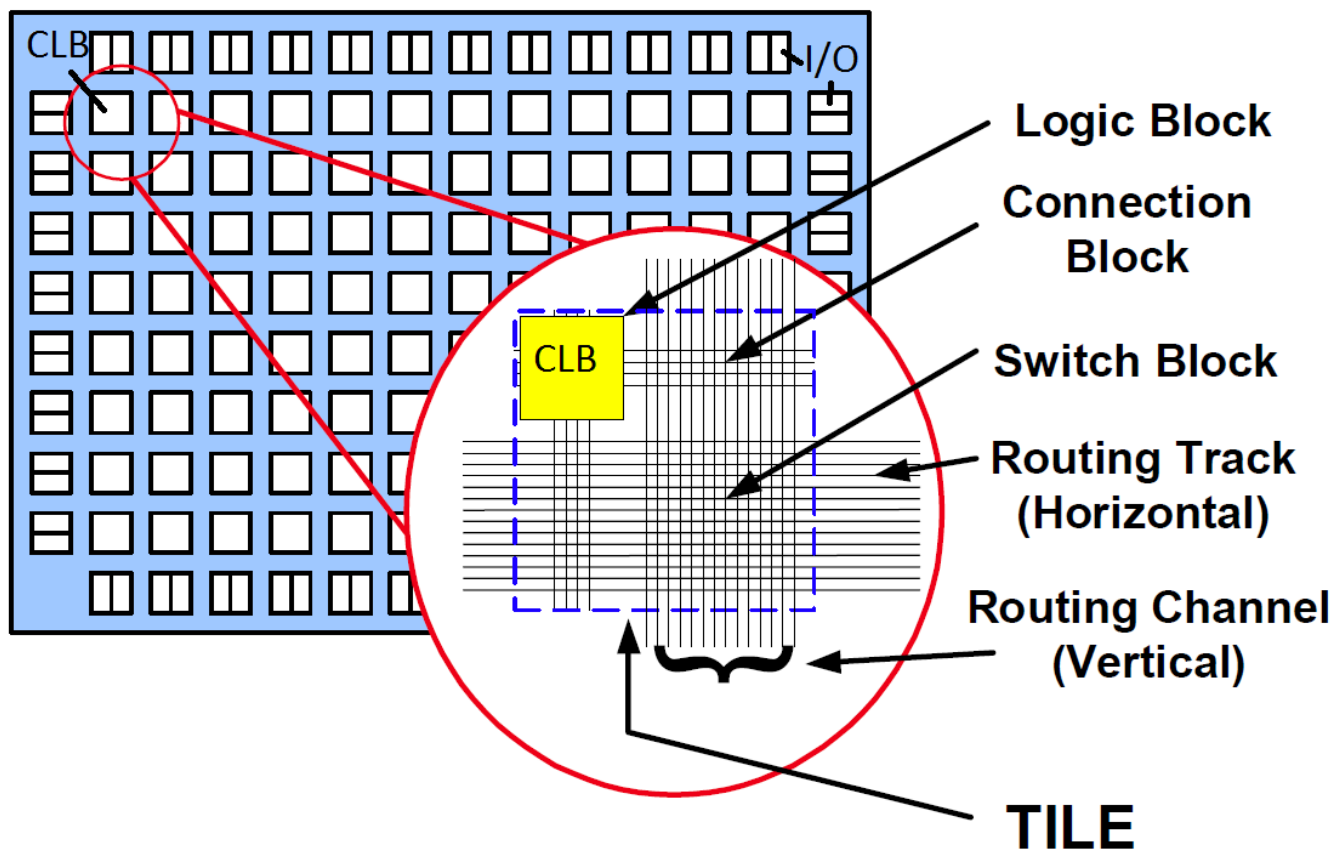 CLB
I/O
Logic Block
Connection
Block
CLB
Switch Block
Routing Track
(Horizontal)
Routing Channel
(Vertical)
TILE